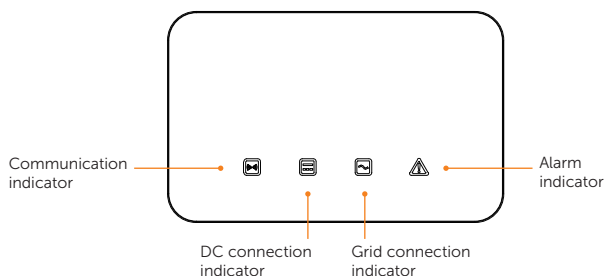 Communication
indicator
Alarm
indicator
DC connection
indicator
Grid connection
indicator